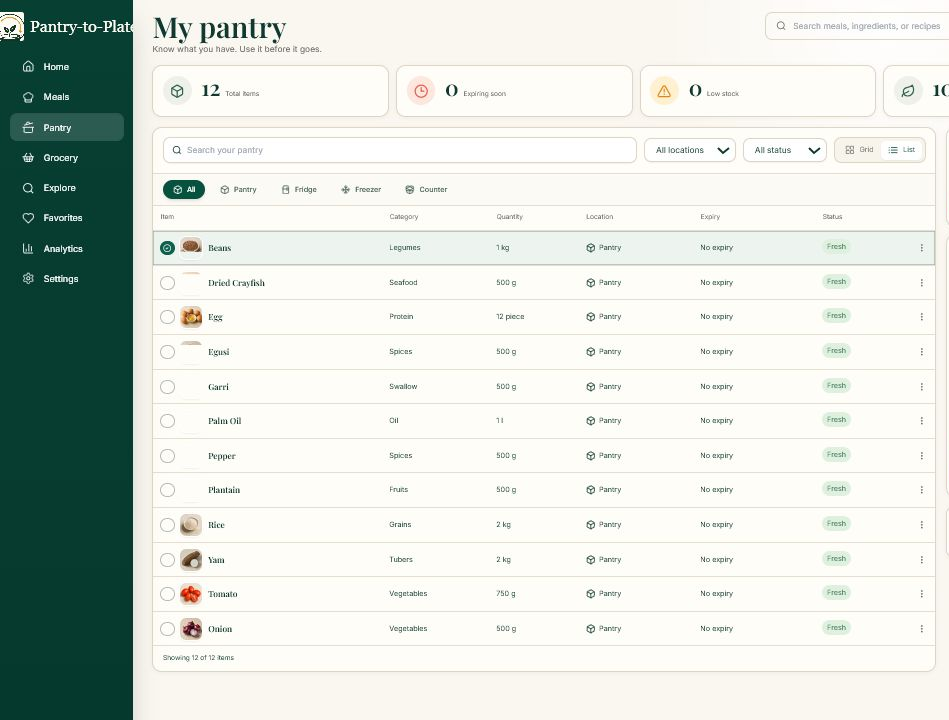 Pantry-to-Plate
Home
Meals
Pantry
Grocery
Explore
Favorites
Analytics
Settings
My pantry
Know what you have. Use it before it goes.
Search meals, ingredients, or recipes
12 Total items
0 Expiring soon
0 Low stock
10
Search your pantry
All locations
All status
Grid
List
All
Pantry
Fridge
Freezer
Counter
Item Category Quantity Location Expiry Status
Beans Legumes 1 kg Pantry No expiry Fresh
Dried Crayfish Seafood 500 g Pantry No expiry Fresh
Egg Protein 12 piece Pantry No expiry Fresh
Egusi Spices 500 g Pantry No expiry Fresh
Garri Swallow 500 g Pantry No expiry Fresh
Palm Oil Oil 1 l Pantry No expiry Fresh
Pepper Spices 500 g Pantry No expiry Fresh
Plantain Fruits 500 g Pantry No expiry Fresh
Rice Grains 2 kg Pantry No expiry Fresh
Yam Tubers 2 kg Pantry No expiry Fresh
Tomato Vegetables 750 g Pantry No expiry Fresh
Onion Vegetables 500 g Pantry No expiry Fresh
Showing 12 of 12 items